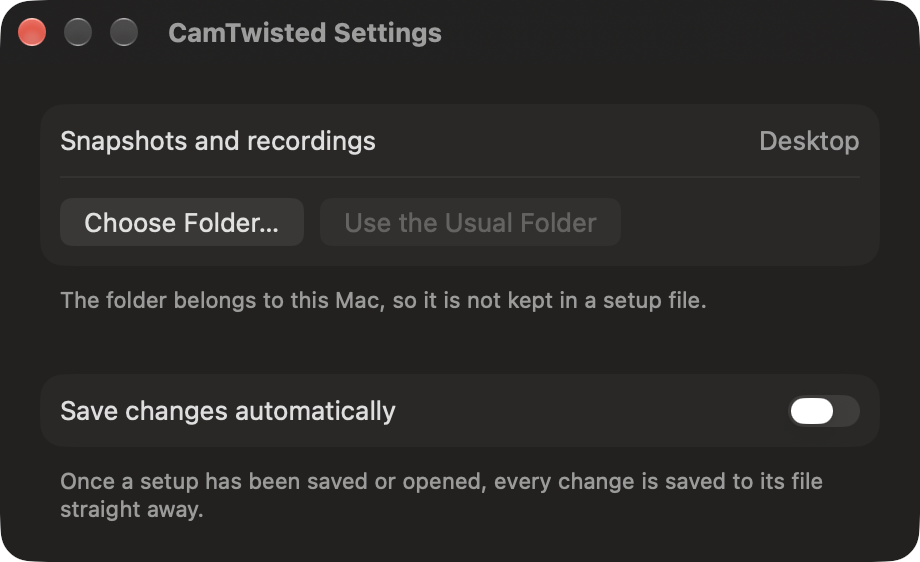 CamTwisted Settings
Snapshots and recordings
Desktop
Choose Folder...
Use the Usual Folder
The folder belongs to this Mac, so it is not kept in a setup file.
Save changes automatically
Once a setup has been saved or opened, every change is saved to its file
straight away.